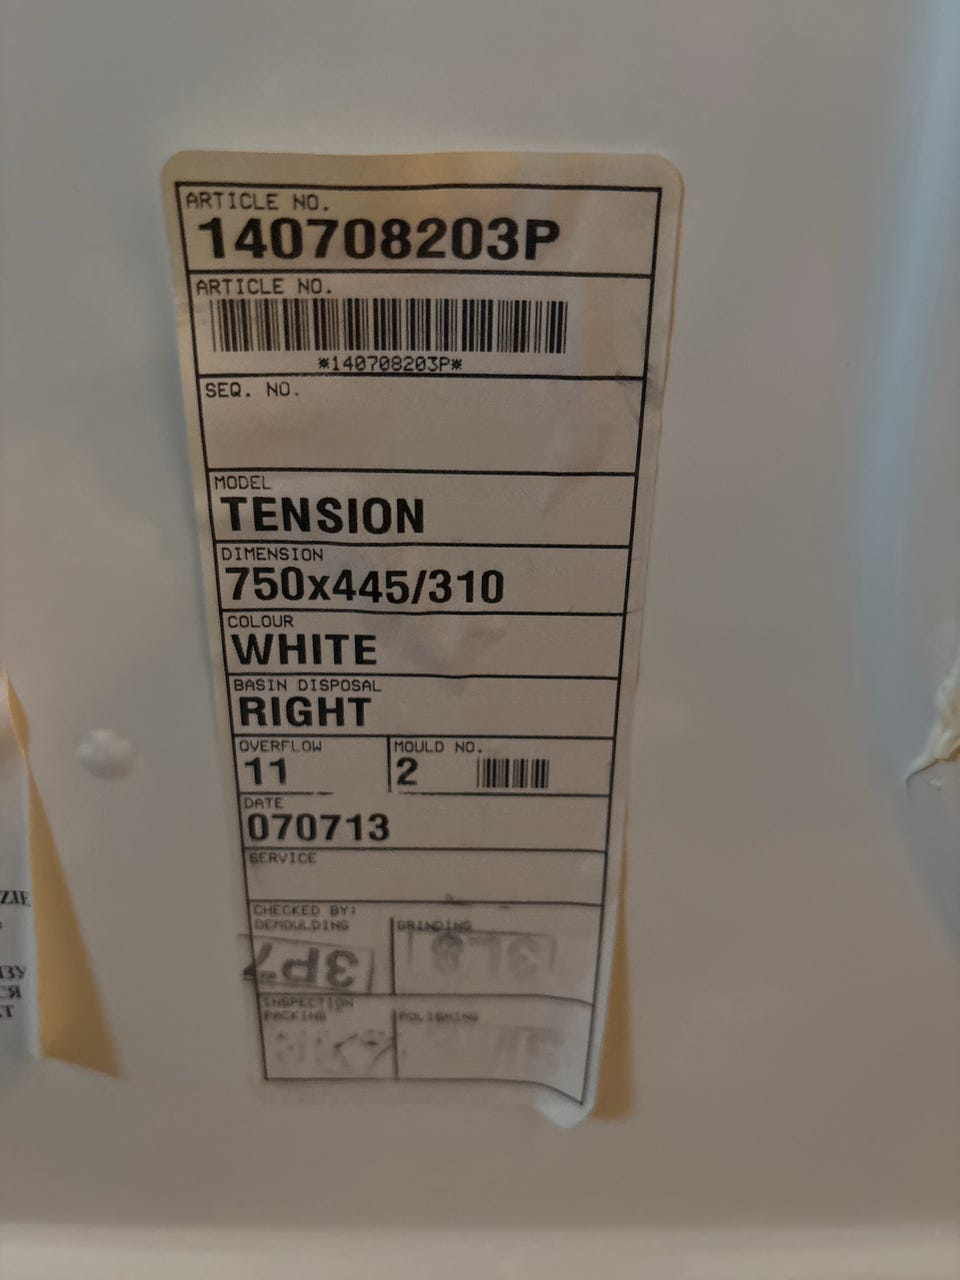 ARTICLE NO.
140708203P
ARTICLE NO.
*140708203P*
SEQ. NO.
MODEL
TENSION
DIMENSION
750x445/310
COLOUR
WHITE
BASIN DISPOSAL
RIGHT
OVERFLOW MOULD NO.
11 2
DATE
070713
SERVICE
CHECKED BY:
DEMOULDING GRINDING
3P7
INSPECTION
PACKING POLISHING